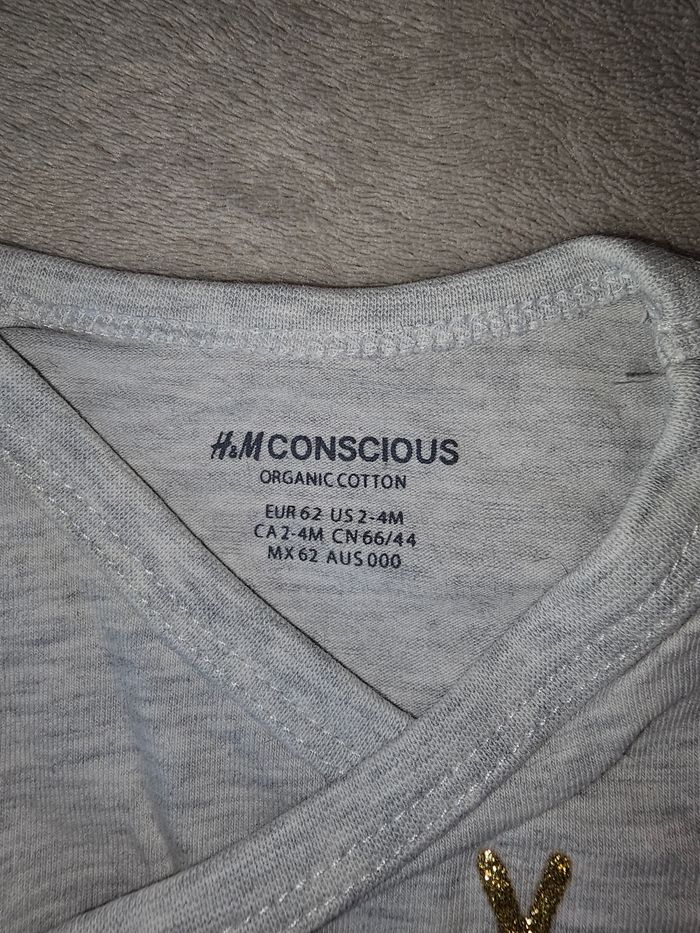 H&M CONSCIOUS
ORGANIC COTTON
EUR 62 US 2-4M
CA 2-4M CN 66/44
MX 62 AUS 000